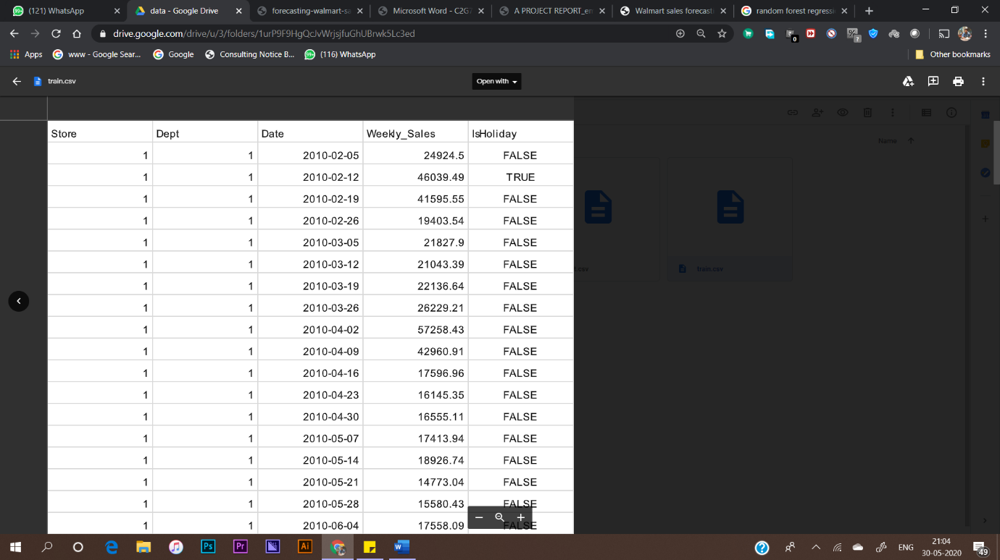 (121) WhatsApp
data - Google Drive
forecasting-walmart-sa
Microsoft Word - C2G7
A PROJECT REPORT_em
Walmart sales forecasti
random forest regressi
drive.google.com/drive/u/3/folders/1urP9F9HgQcJvWrjsjfuGhUBrwk5Lc3ed
Apps
www - Google Sear...
Google
Consulting Notice B...
(116) WhatsApp
Other bookmarks
train.csv
Open with
Name
Store Dept Date Weekly_Sales IsHoliday
1 1 2010-02-05 24924.5 FALSE
1 1 2010-02-12 46039.49 TRUE
1 1 2010-02-19 41595.55 FALSE
1 1 2010-02-26 19403.54 FALSE
1 1 2010-03-05 21827.9 FALSE
1 1 2010-03-12 21043.39 FALSE
1 1 2010-03-19 22136.64 FALSE
1 1 2010-03-26 26229.21 FALSE
1 1 2010-04-02 57258.43 FALSE
1 1 2010-04-09 42960.91 FALSE
1 1 2010-04-16 17596.96 FALSE
1 1 2010-04-23 16145.35 FALSE
1 1 2010-04-30 16555.11 FALSE
1 1 2010-05-07 17413.94 FALSE
1 1 2010-05-14 18926.74 FALSE
1 1 2010-05-21 14773.04 FALSE
1 1 2010-05-28 15580.43 FALSE
1 1 2010-06-04 17558.09 FALSE
train.csv
Ps
Pr
Ai
ENG
21:04
30-05-2020
49